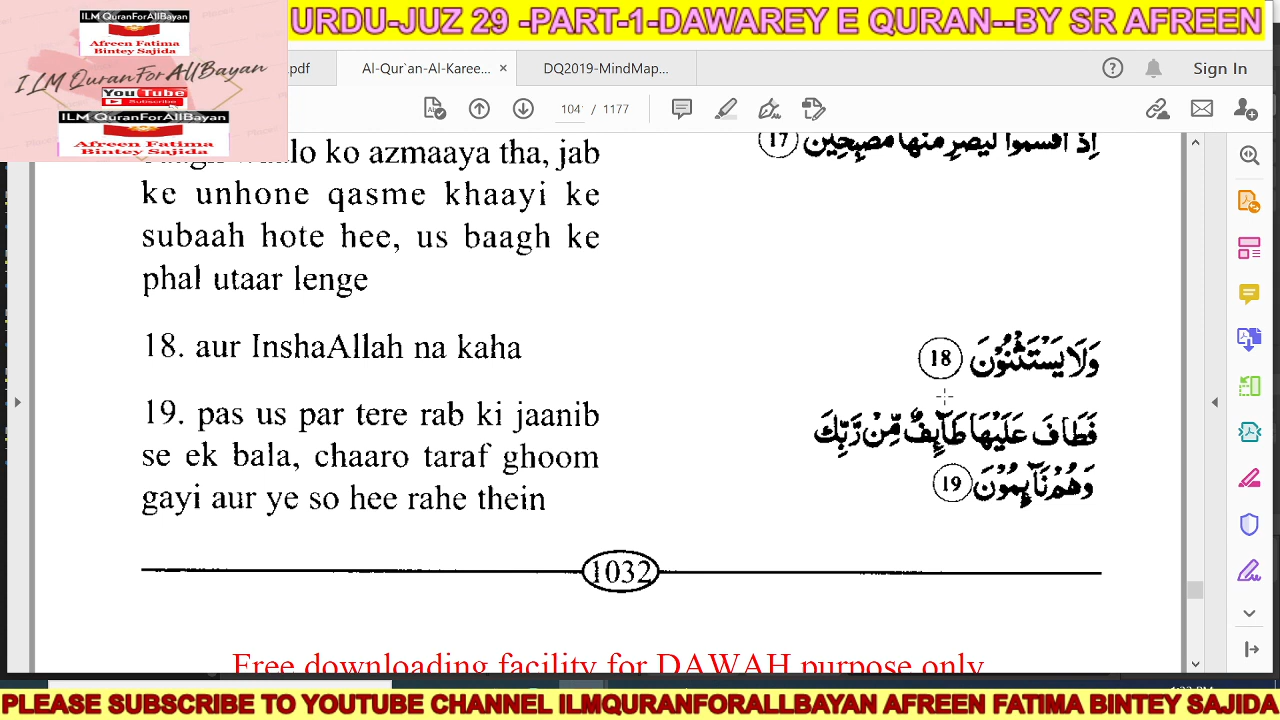 URDU-JUZ 29 -PART-1-DAWAREY E QURAN--BY SR AFREEN
ILM QuranForAllBayan
Afreen Fatima
Bintey Sajida
ILM QuranForAllBayan
YouTube
Subscribe
ILM QuranForAllBayan
Afreen Fatima
Bintey Sajida
.pdf
Al-Qur`an-Al-Karee... ×
DQ2019-MindMap...
Sign In
104 / 1177
ko azmaaya tha, jab
ke unhone qasme khaayi ke
subaah hote hee, us baagh ke
phal utaar lenge
إِذْ أَقْسَمُوا لَيَصْرِمُنَّهَا مُصْبِحِينَ 17
18. aur InshaAllah na kaha
وَلَا يَسْتَثْنُوْنَ 18
19. pas us par tere rab ki jaanib
se ek bala, chaaro taraf ghoom
gayi aur ye so hee rahe thein
فَطَافَ عَلَيْهَا طَآئِفٌ مِّنْ رَّبِّكَ
وَهُمْ نَآئِمُوْنَ 19
1032
Free downloading facility for DAWAH purpose only
PLEASE SUBSCRIBE TO YOUTUBE CHANNEL ILMQURANFORALLBAYAN AFREEN FATIMA BINTEY SAJIDA